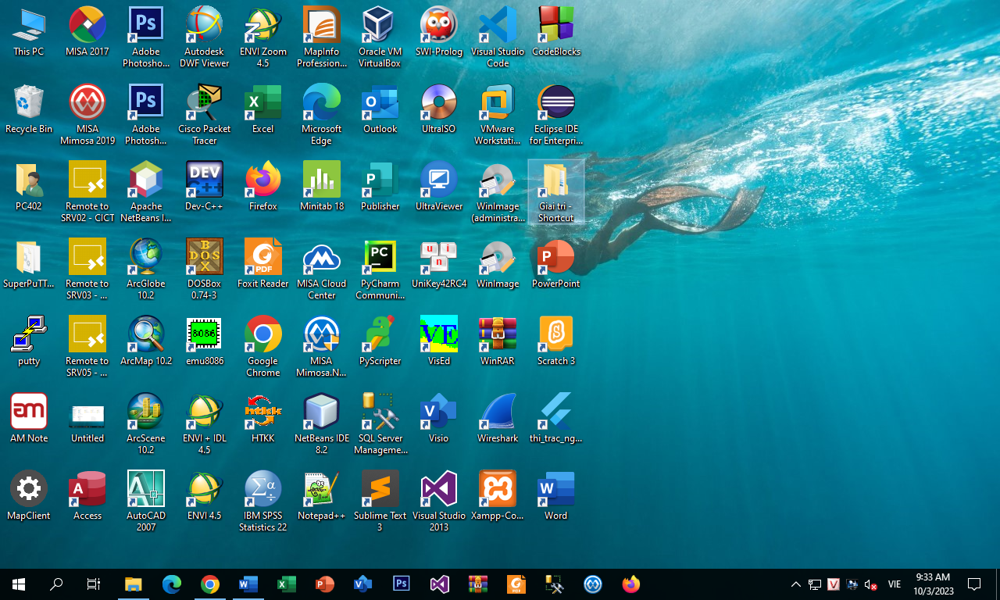 This PC
MISA 2017
Adobe
Photosho...
Autodesk
DWF Viewer
ENVI Zoom
4.5
MapInfo
Profession...
Oracle VM
VirtualBox
SWI-Prolog
Visual Studio
Code
CodeBlocks
Recycle Bin
MISA
Mimosa 2019
Adobe
Photosh...
Cisco Packet
Tracer
Excel
Microsoft
Edge
Outlook
UltraISO
VMware
Workstati...
Eclipse IDE
for Enterpri...
PC402
Remote to
SRV02 - CICT
Apache
NetBeans I...
DEV
C++
Dev-C++
Firefox
Minitab 18
Publisher
UltraViewer
WinImage
(administra...
Giai tri -
Shortcut
SuperPuTT...
Remote to
SRV03 - ...
ArcGlobe
10.2
DOSBox
0.74-3
PDF
Foxit Reader
MISA Cloud
Center
PC
PyCharm
Communi...
u i n
UniKey42RC4
WinImage
PowerPoint
putty
Remote to
SRV05 - ...
ArcMap 10.2
8086
emu8086
Google
Chrome
MISA
Mimosa.N...
PyScripter
VE
VisEd
WinRAR
Scratch 3
am
AM Note
Untitled
ArcScene
10.2
ENVI + IDL
4.5
htkk
HTKK
NetBeans IDE
8.2
SQL Server
Manageme...
Visio
Wireshark
thi_trac_ng...
MapClient
Access
AutoCAD
2007
ENVI 4.5
IBM SPSS
Statistics 22
Notepad++
Sublime Text
3
Visual Studio
2013
Xampp-Co...
Word
VIE
9:33 AM
10/3/2023